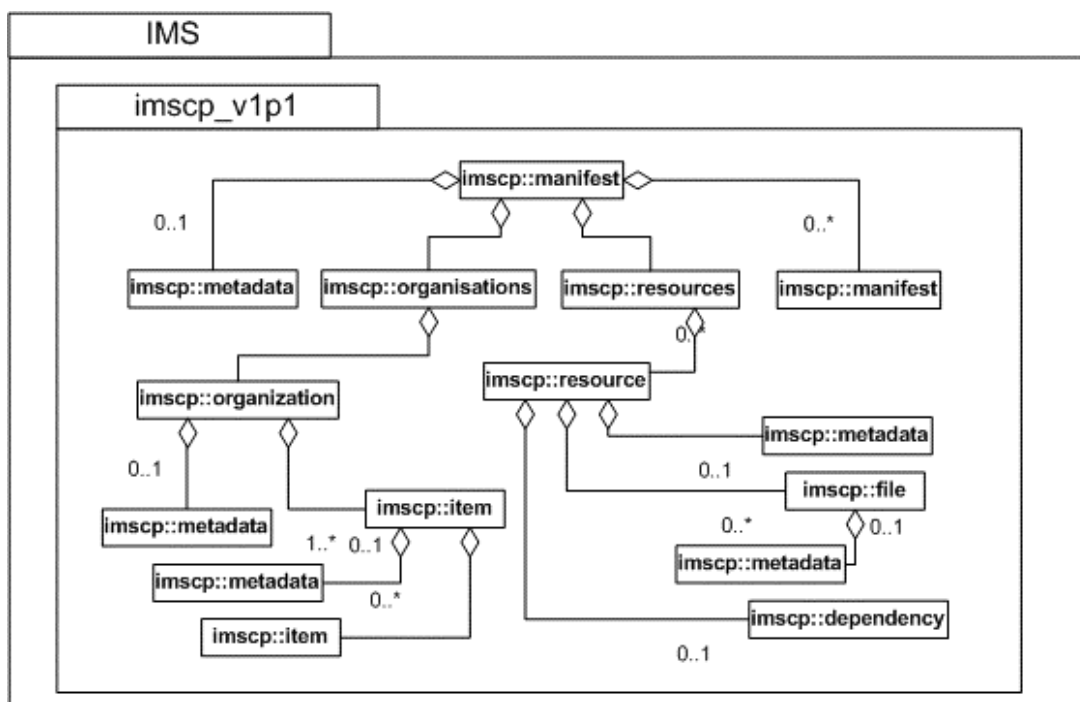 IMS
imscp_v1p1
imscp::manifest
0..1
0..*
imscp::metadata
imscp::organisations
imscp::resources
imscp::manifest
0..*
imscp::resource
imscp::organization
imscp::metadata
0..1
0..1
imscp::file
imscp::item
imscp::metadata
0..*
0..1
1..*
0..1
imscp::metadata
imscp::metadata
0..*
imscp::dependency
imscp::item
0..1